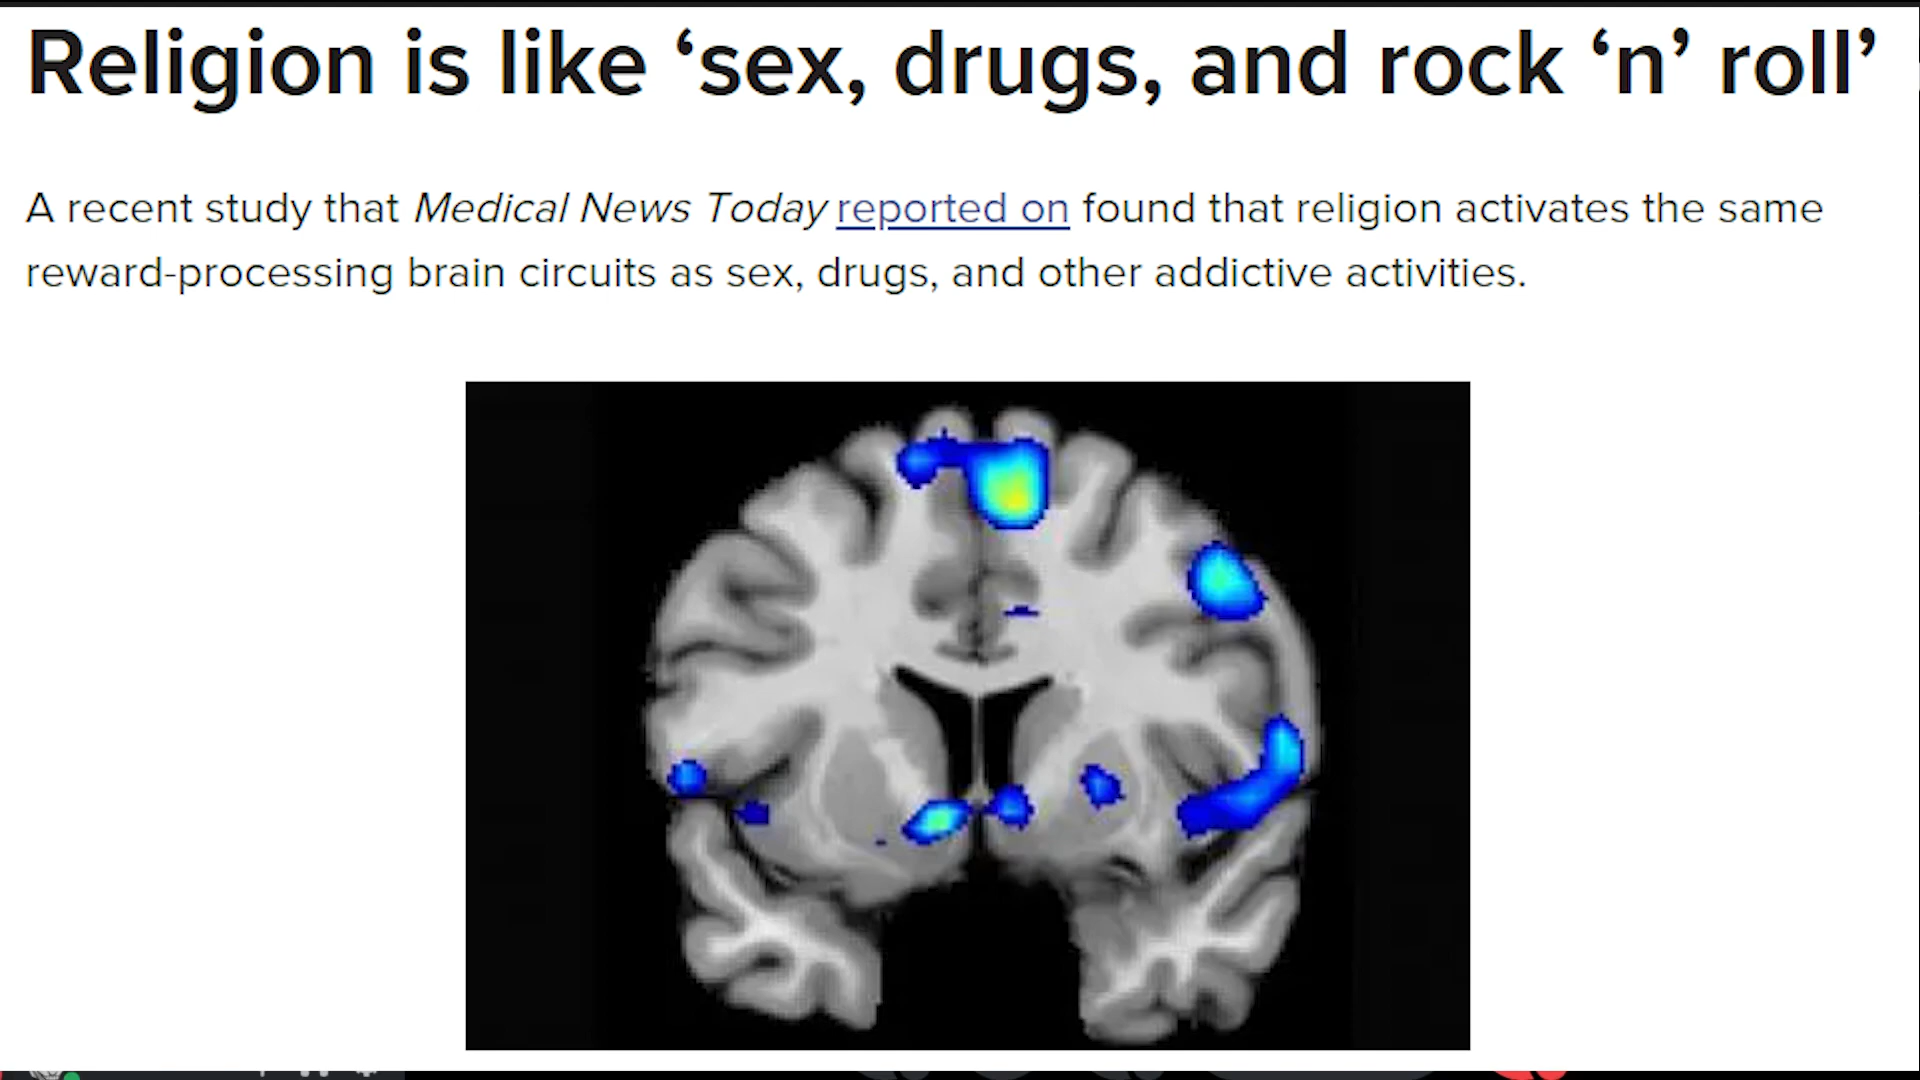 Religion is like ‘sex, drugs, and rock ‘n’ roll’
A recent study that Medical News Today reported on found that religion activates the same
reward-processing brain circuits as sex, drugs, and other addictive activities.